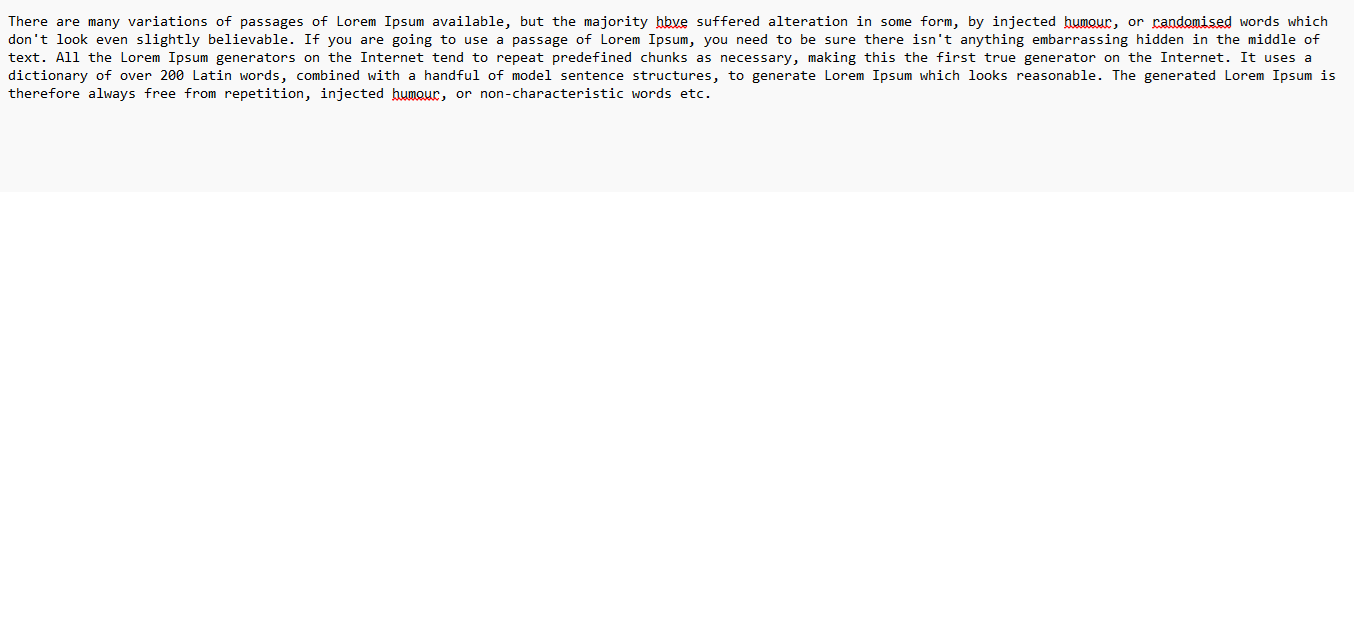 There are many variations of passages of Lorem Ipsum available, but the majority hbve suffered alteration in some form, by injected humour, or randomised words which
don't look even slightly believable. If you are going to use a passage of Lorem Ipsum, you need to be sure there isn't anything embarrassing hidden in the middle of
text. All the Lorem Ipsum generators on the Internet tend to repeat predefined chunks as necessary, making this the first true generator on the Internet. It uses a
dictionary of over 200 Latin words, combined with a handful of model sentence structures, to generate Lorem Ipsum which looks reasonable. The generated Lorem Ipsum is
therefore always free from repetition, injected humour, or non-characteristic words etc.